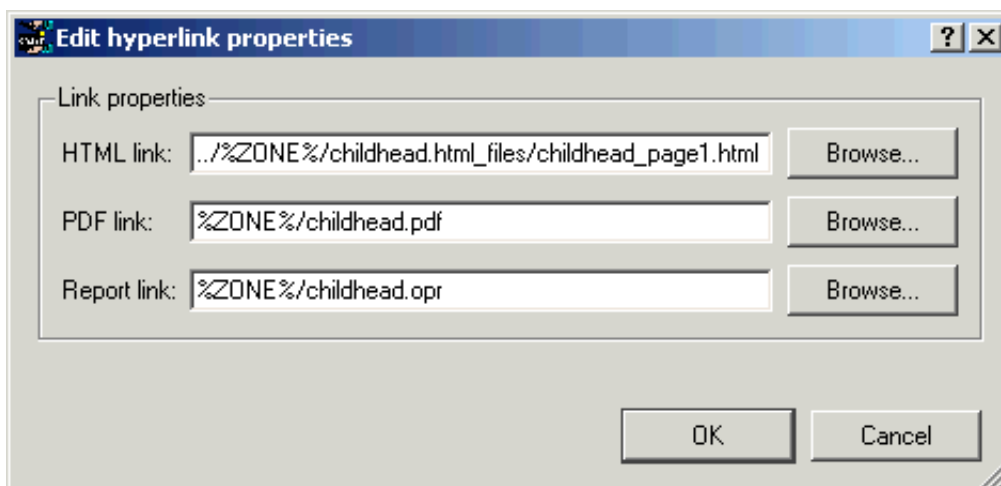 Edit hyperlink properties
Link properties
HTML link: ../%ZONE%/childhead.html_files/childhead_page1.html Browse...
PDF link: %ZONE%/childhead.pdf Browse...
Report link: %ZONE%/childhead.opr Browse...
OK Cancel